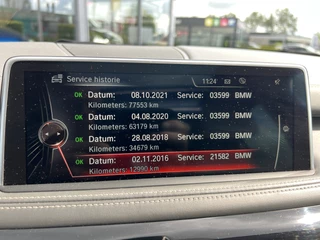 Service historie 11:24
OK Datum: 08.10.2021 Service: 03599 BMW
Kilometers: 77553 km
OK Datum: 04.08.2020 Service: 03599 BMW
Kilometers: 63179 km
OK Datum: 28.08.2018 Service: 03599 BMW
Kilometers: 34679 km
OK Datum: 02.11.2016 Service: 21582 BMW
Kilometers: 12990 km